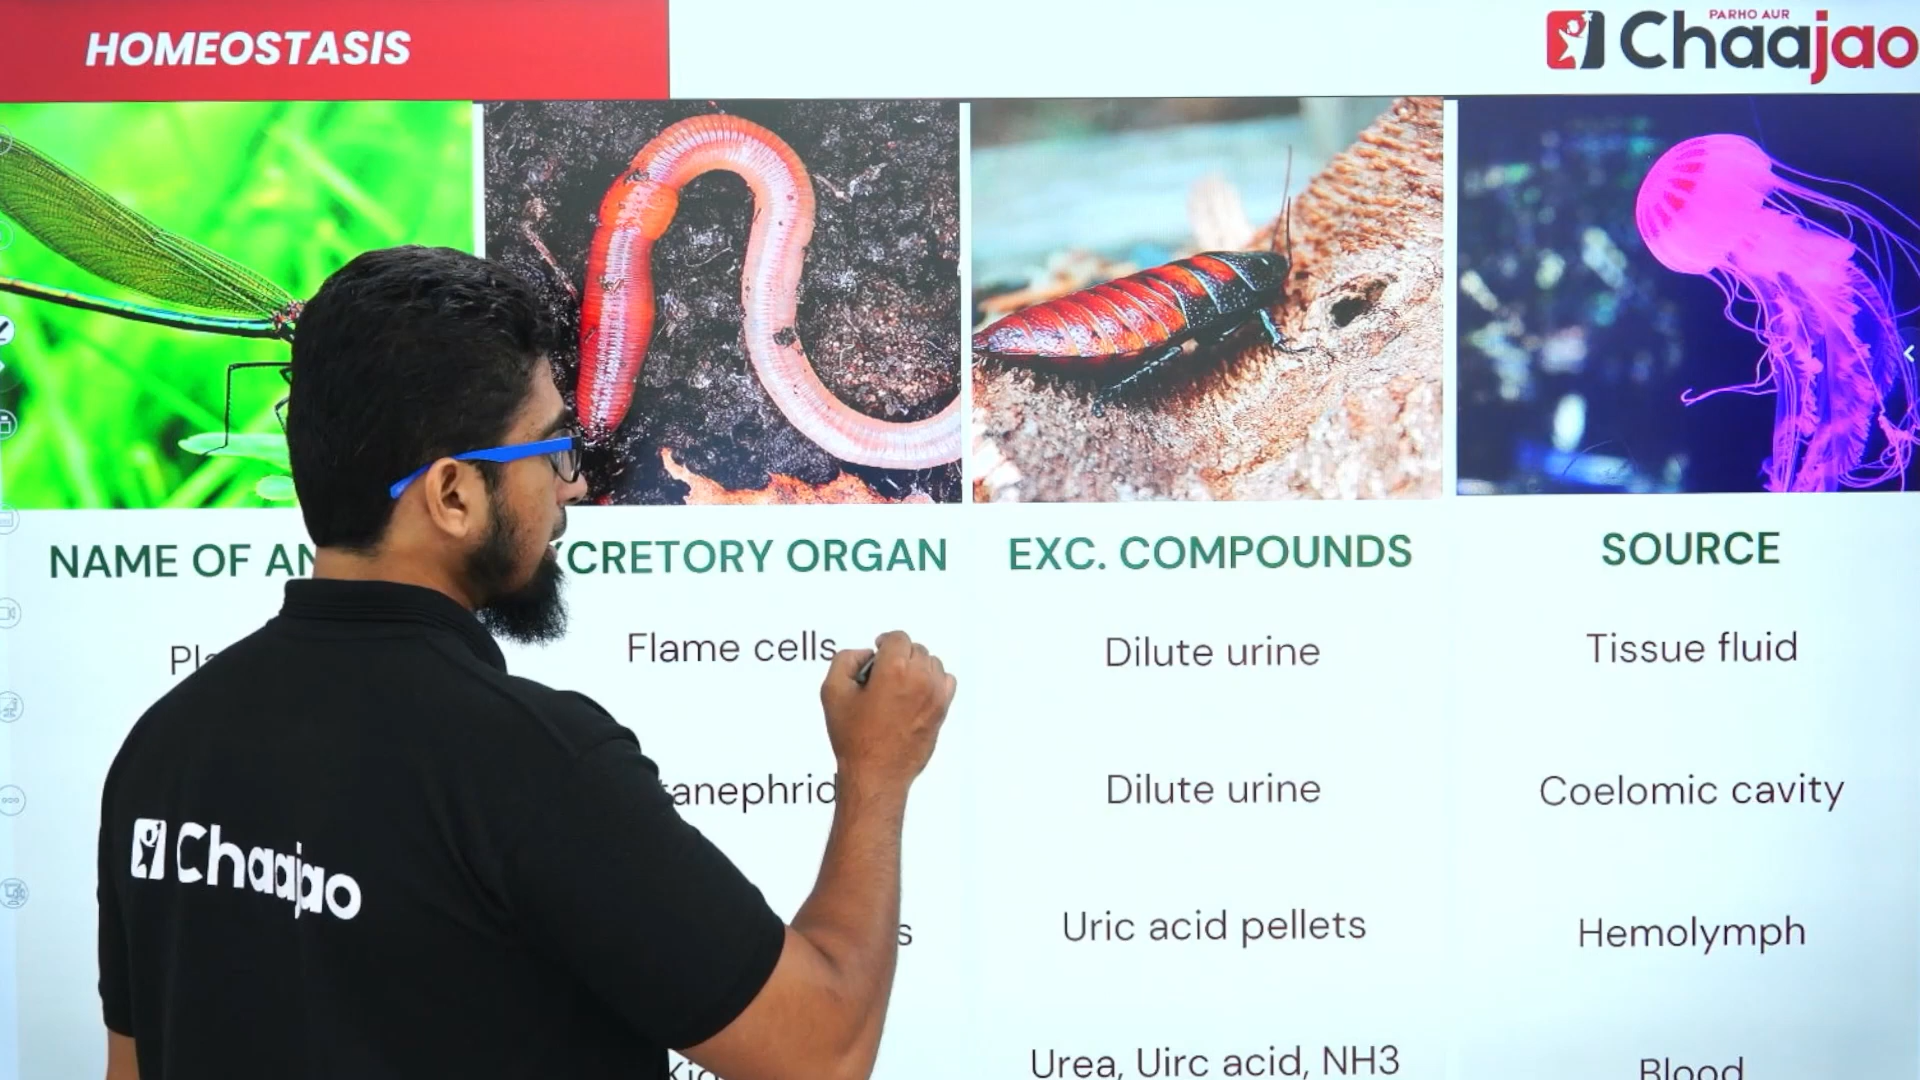 HOMEOSTASIS
PARHO AUR
Chaajao
NAME OF AN
CRETORY ORGAN
EXC. COMPOUNDS
SOURCE
Flame cells
Dilute urine
Tissue fluid
anephrid
Dilute urine
Coelomic cavity
Chaajao
s
Uric acid pellets
Hemolymph
Urea, Uirc acid, NH3
Blood